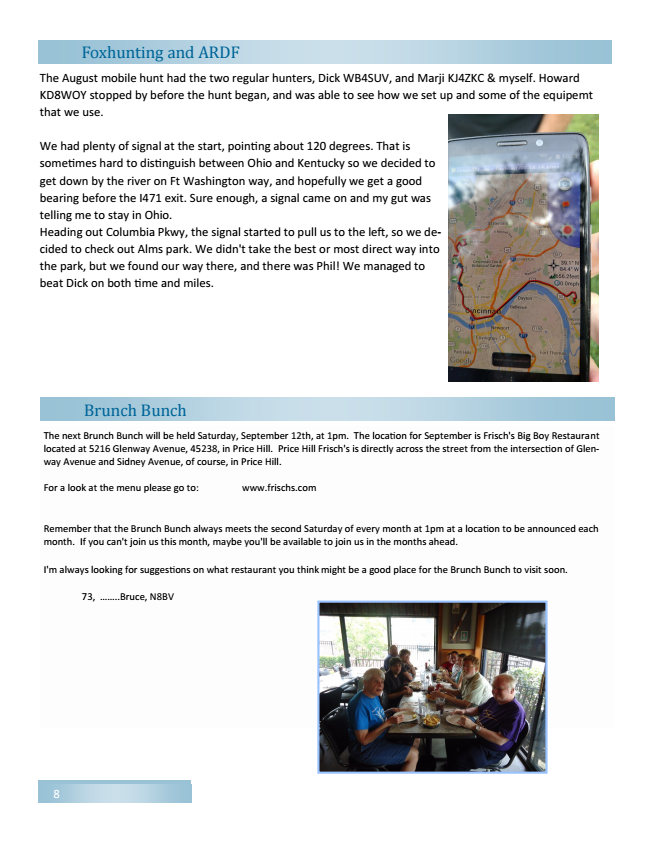 Foxhunting and ARDF
The August mobile hunt had the two regular hunters, Dick WB4SUV, and Marji KJ4ZKC & myself. Howard
KD8WOY stopped by before the hunt began, and was able to see how we set up and some of the equipemt
that we use.
We had plenty of signal at the start, pointing about 120 degrees. That is
sometimes hard to distinguish between Ohio and Kentucky so we decided to
get down by the river on Ft Washington way, and hopefully we get a good
bearing before the I471 exit. Sure enough, a signal came on and my gut was
telling me to stay in Ohio.
Heading out Columbia Pkwy, the signal started to pull us to the left, so we de-
cided to check out Alms park. We didn't take the best or most direct way into
the park, but we found our way there, and there was Phil! We managed to
beat Dick on both time and miles.
39.1° N
84.4° W
0.0mph
Cincinnati
Newport
Dayton
Covington
Fort Thomas
Google
Brunch Bunch
The next Brunch Bunch will be held Saturday, September 12th, at 1pm.  The location for September is Frisch's Big Boy Restaurant
located at 5216 Glenway Avenue, 45238, in Price Hill.  Price Hill Frisch's is directly across the street from the intersection of Glen-
way Avenue and Sidney Avenue, of course, in Price Hill.
For a look at the menu please go to: www.frischs.com
Remember that the Brunch Bunch always meets the second Saturday of every month at 1pm at a location to be announced each
month.  If you can't join us this month, maybe you'll be available to join us in the months ahead.
I'm always looking for suggestions on what restaurant you think might be a good place for the Brunch Bunch to visit soon.
73,  ........Bruce, N8BV
8